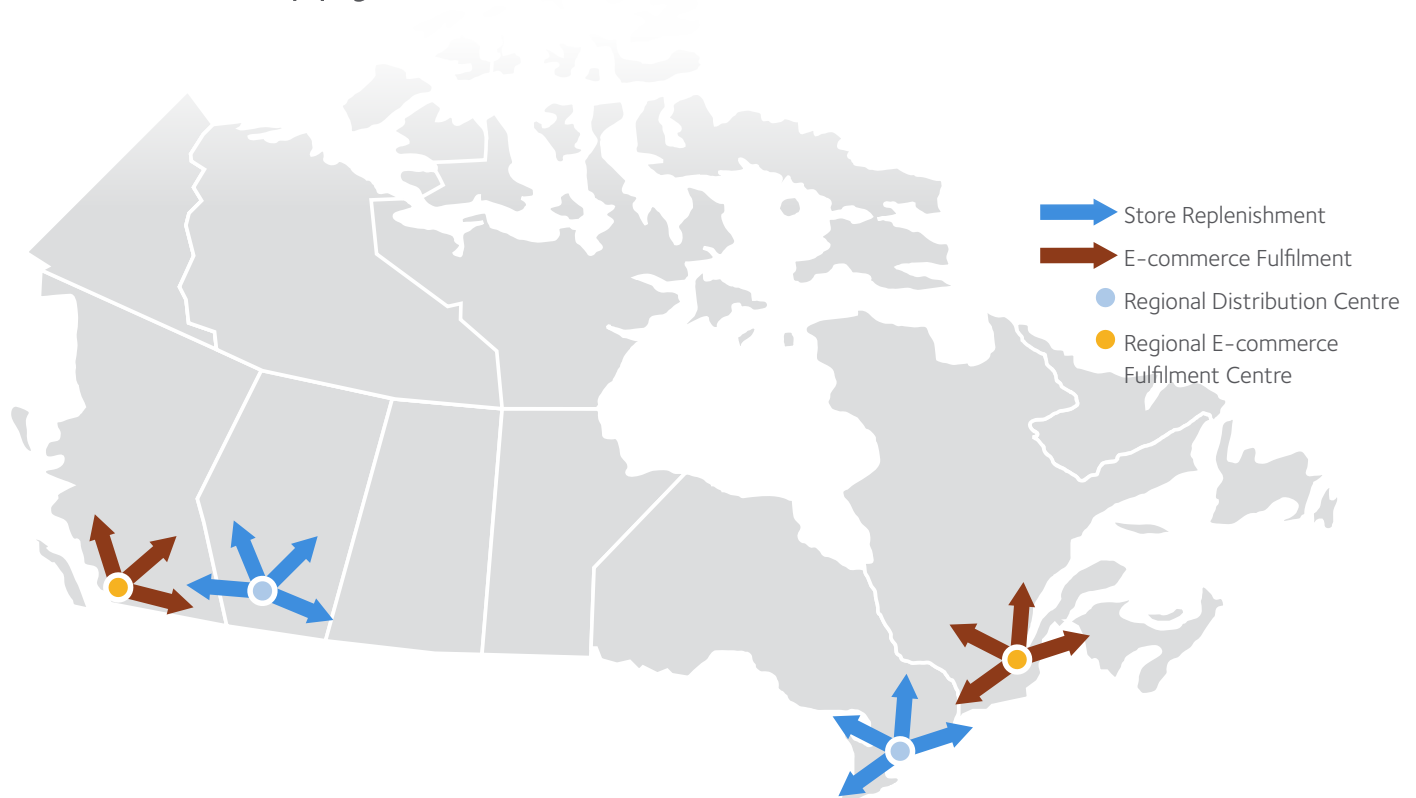 Store Replenishment
E-commerce Fulfilment
Regional Distribution Centre
Regional E-commerce
Fulfilment Centre